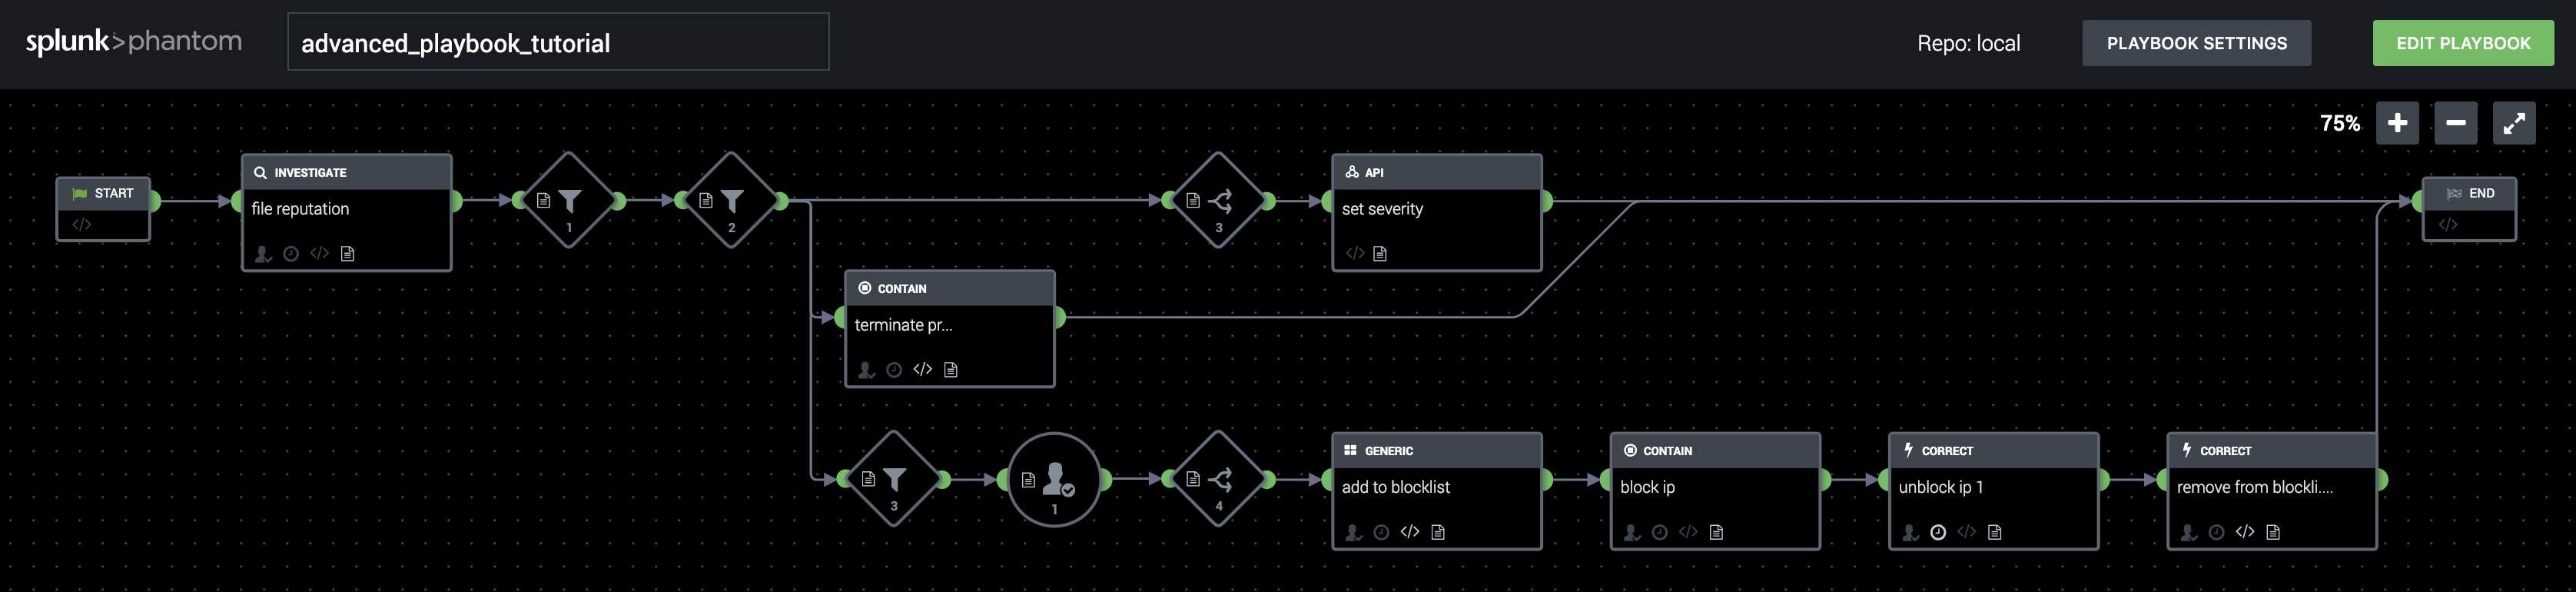 splunk>phantom
advanced_playbook_tutorial
Repo: local
PLAYBOOK SETTINGS
EDIT PLAYBOOK
75%
START
</>
INVESTIGATE
file reputation
</>
1
2
3
API
set severity
</>
END
</>
CONTAIN
terminate pr...
</>
3
1
4
GENERIC
add to blocklist
</>
CONTAIN
block ip
</>
CORRECT
unblock ip 1
</>
CORRECT
remove from blockli....
</>